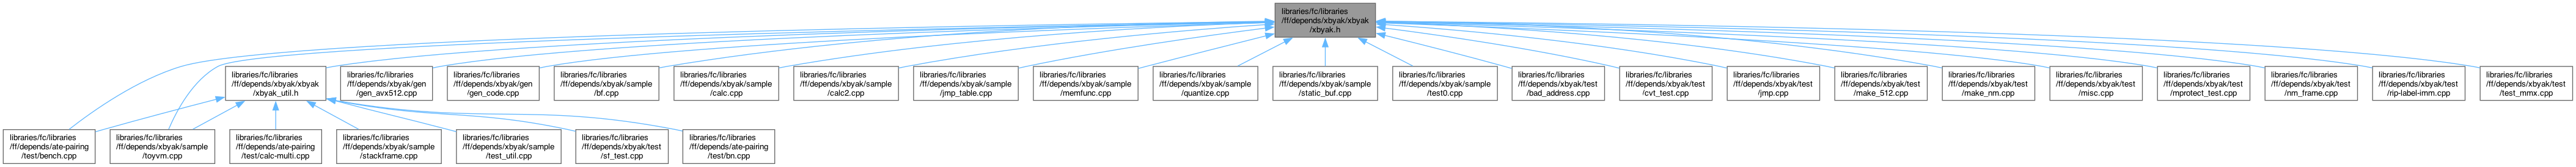 libraries/fc/libraries
/ff/depends/xbyak/xbyak
/xbyak.h
libraries/fc/libraries
/ff/depends/xbyak/xbyak
/xbyak_util.h
libraries/fc/libraries
/ff/depends/xbyak/gen
/gen_avx512.cpp
libraries/fc/libraries
/ff/depends/xbyak/gen
/gen_code.cpp
libraries/fc/libraries
/ff/depends/xbyak/sample
/bf.cpp
libraries/fc/libraries
/ff/depends/xbyak/sample
/calc.cpp
libraries/fc/libraries
/ff/depends/xbyak/sample
/calc2.cpp
libraries/fc/libraries
/ff/depends/xbyak/sample
/jmp_table.cpp
libraries/fc/libraries
/ff/depends/xbyak/sample
/memfunc.cpp
libraries/fc/libraries
/ff/depends/xbyak/sample
/quantize.cpp
libraries/fc/libraries
/ff/depends/xbyak/sample
/static_buf.cpp
libraries/fc/libraries
/ff/depends/xbyak/sample
/test0.cpp
libraries/fc/libraries
/ff/depends/xbyak/test
/bad_address.cpp
libraries/fc/libraries
/ff/depends/xbyak/test
/cvt_test.cpp
libraries/fc/libraries
/ff/depends/xbyak/test
/jmp.cpp
libraries/fc/libraries
/ff/depends/xbyak/test
/make_512.cpp
libraries/fc/libraries
/ff/depends/xbyak/test
/make_nm.cpp
libraries/fc/libraries
/ff/depends/xbyak/test
/misc.cpp
libraries/fc/libraries
/ff/depends/xbyak/test
/mprotect_test.cpp
libraries/fc/libraries
/ff/depends/xbyak/test
/nm_frame.cpp
libraries/fc/libraries
/ff/depends/xbyak/test
/rip-label-imm.cpp
libraries/fc/libraries
/ff/depends/xbyak/test
/test_mmx.cpp
libraries/fc/libraries
/ff/depends/ate-pairing
/test/bench.cpp
libraries/fc/libraries
/ff/depends/xbyak/sample
/toyvm.cpp
libraries/fc/libraries
/ff/depends/ate-pairing
/test/calc-multi.cpp
libraries/fc/libraries
/ff/depends/xbyak/sample
/stackframe.cpp
libraries/fc/libraries
/ff/depends/xbyak/sample
/test_util.cpp
libraries/fc/libraries
/ff/depends/xbyak/test
/sf_test.cpp
libraries/fc/libraries
/ff/depends/ate-pairing
/test/bn.cpp